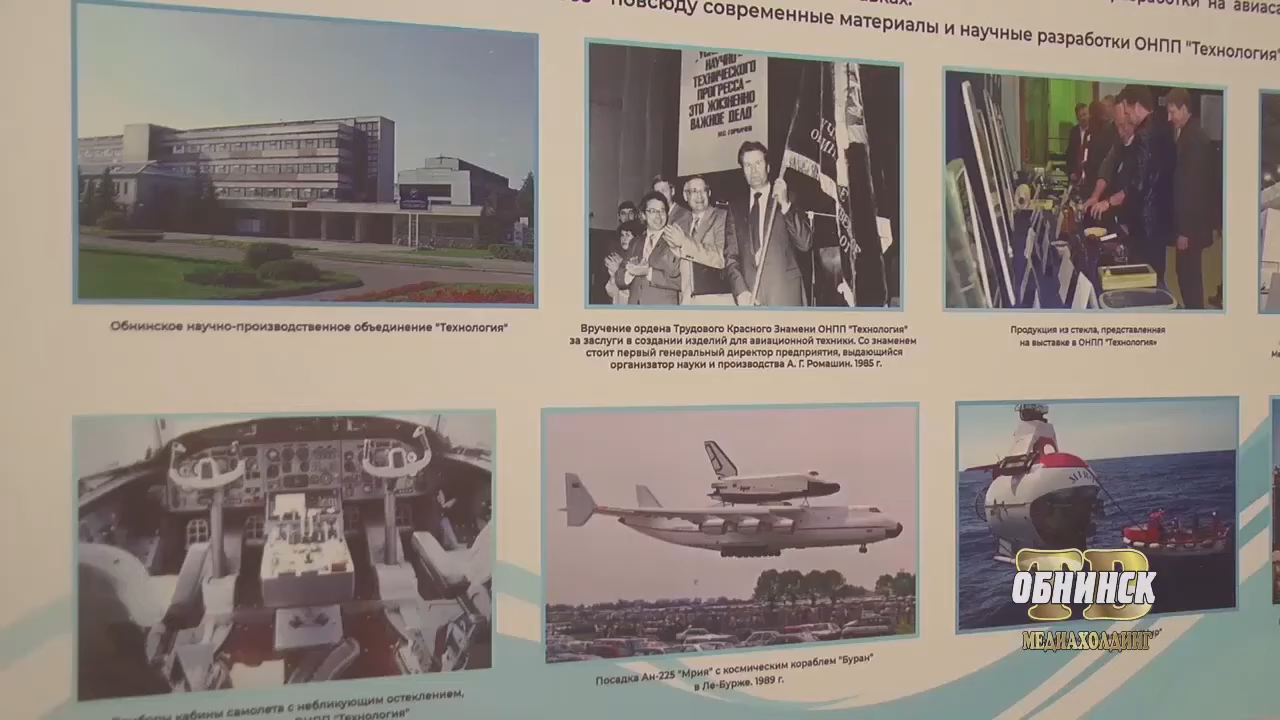 повсюду современные материалы и научные разработки ОНПП "Технология"
НАУЧНО-
ТЕХНИЧЕСКОГО
ПРОГРЕССА -
ЭТО ЖИЗНЕННО
ВАЖНОЕ ДЕЛО"
Обнинское научно-производственное объединение "Технология"
Вручение ордена Трудового Красного Знамени ОНПП "Технология"
за заслуги в создании изделий для авиационной техники. Со знаменем
стоит первый генеральный директор предприятия, выдающийся
организатор науки и производства А. Г. Ромашин. 1985 г.
Продукция из стекла, представленная
на выставке в ОНПП "Технология»
кабины самолета с небликующим остеклением,
ОНПП "Технология"
Посадка Ан-225 "Мрия" с космическим кораблем "Буран"
в Ле-Бурже. 1989 г.
ТВ
ОБНИНСК
МЕДИАХОЛДИНГ